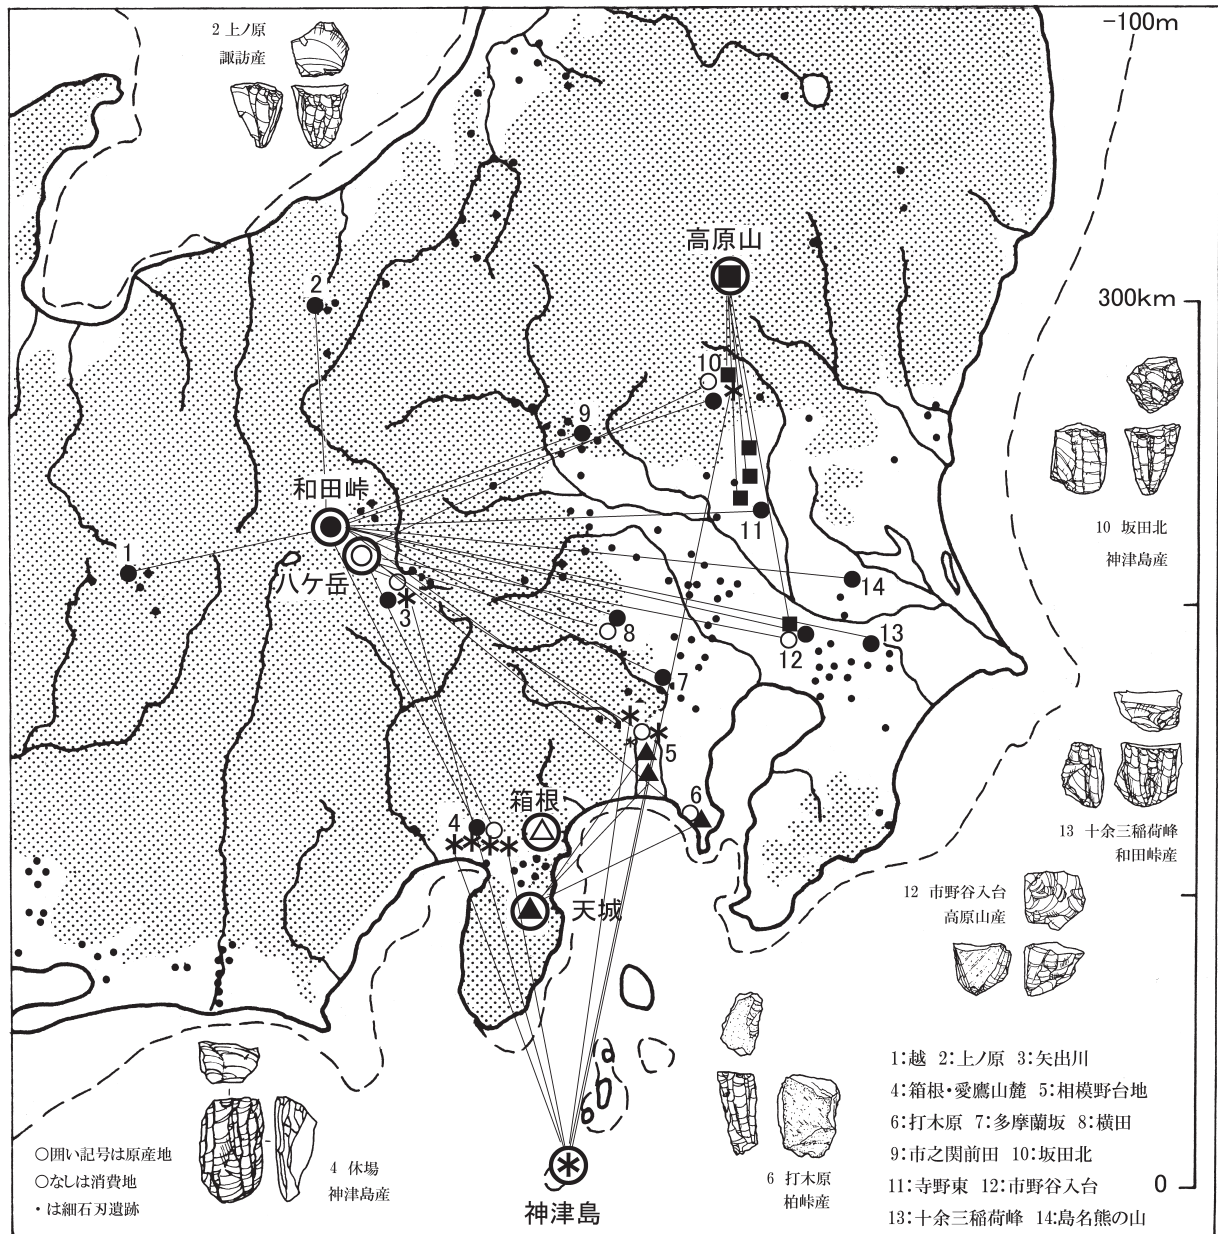 2 上ノ原
諏訪産
-100m
高原山
300km
2
10
9
和田峠
11
10 坂田北
神津島産
1
八ケ岳
14
3
8
13
12
7
5
13 十余三稲荷峰
和田峠産
箱根
6
4
12 市野谷入台
高原山産
天城
1:越 2:上ノ原 3:矢出川
4:箱根・愛鷹山麓 5:相模野台地
6:打木原 7:多摩蘭坂 8:横田
9:市之関前田 10:坂田北
11:寺野東 12:市野谷入台
13:十余三稲荷峰 14:島名熊の山
○囲い記号は原産地
○なしは消費地
・は細石刃遺跡
4 休場
神津島産
6 打木原
柏峠産
0
神津島